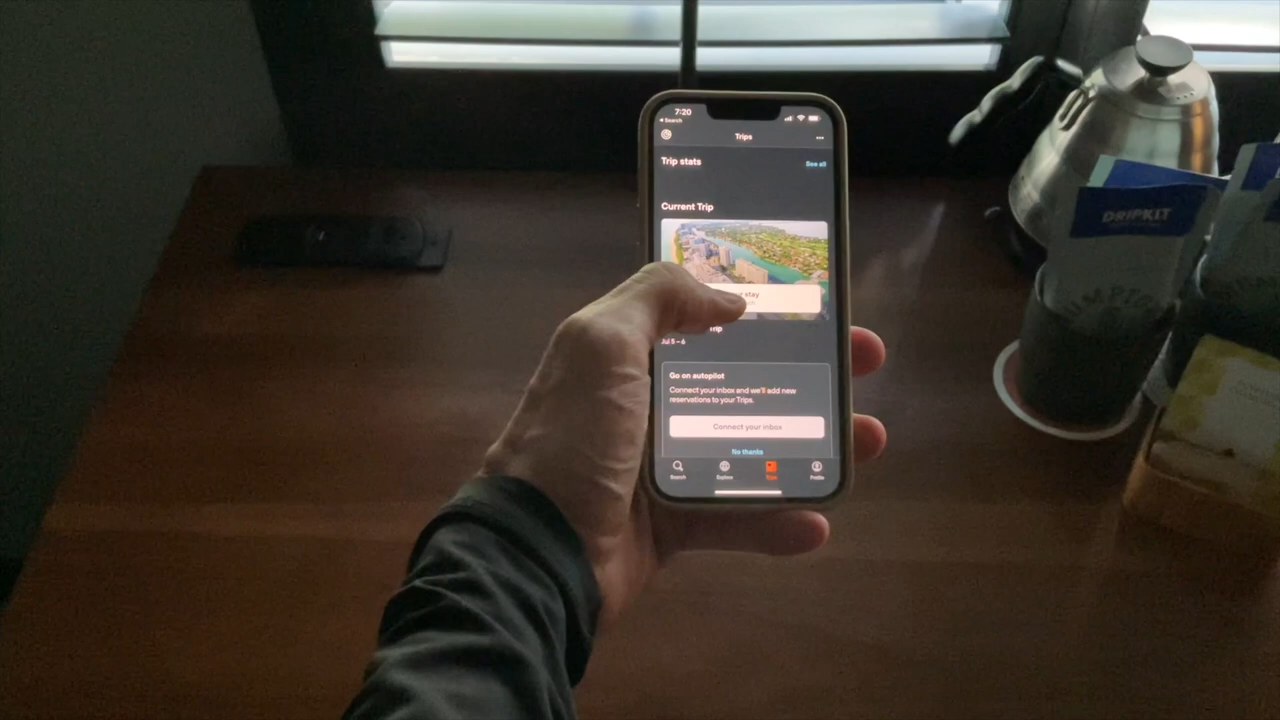 7:20
Search
Trips
Trip stats
See all
Current Trip
stay
Trip
Jul 5 – 6
Go on autopilot
Connect your inbox and we'll add new
reservations to your Trips.
Connect your inbox
No thanks
Search
Explore
Trips
Profile
DRIPKIT